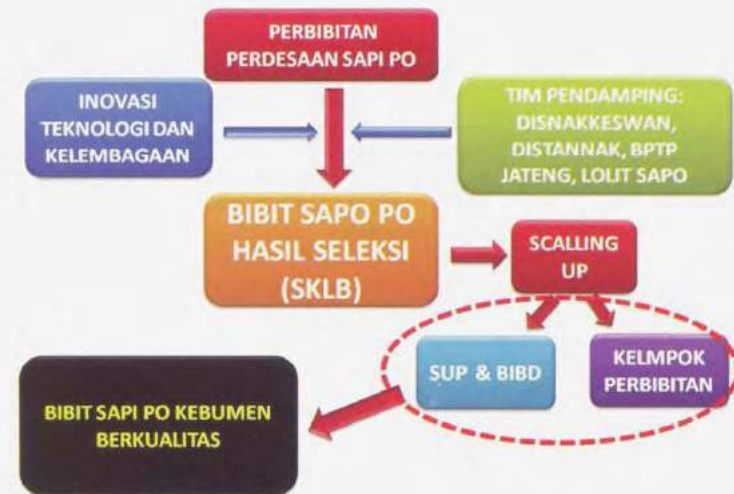 PERBIBITAN
PERDESAAN SAPI PO
INOVASI
TEKNOLOGI DAN
KELEMBAGAAN
TIM PENDAMPING:
DISNAKKESWAN,
DISTANNAK, BPTP
JATENG, LOLIT SAPO
BIBIT SAPO PO
HASIL SELEKSI
(SKLB)
SCALLING
UP
SUP & BIBD
KELMPOK
PERBIBITAN
BIBIT SAPI PO KEBUMEN
BERKUALITAS